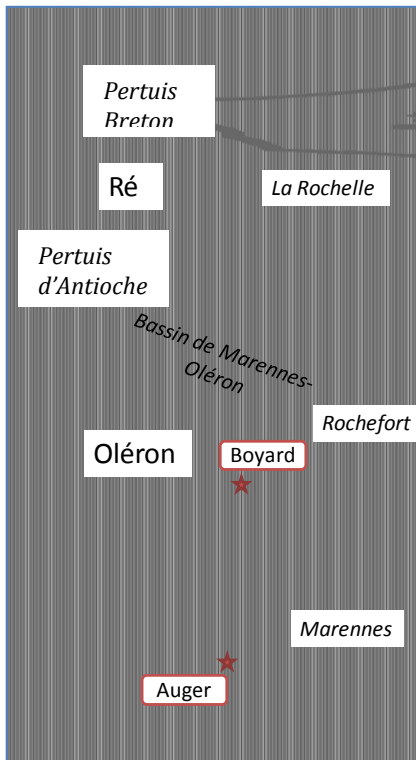 Pertuis
Breton
Ré
La Rochelle
Pertuis
d’Antioche
Bassin de Marennes-
Oléron
Rochefort
Oléron
Boyard
Marennes
Auger